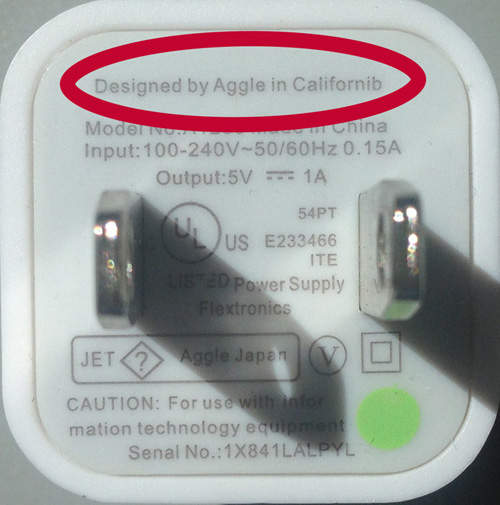 Designed by Aggle in Californib
Model No.:A1265 Made in China
Input:100-240V~50/60Hz 0.15A
Output:5V ⎓ 1A
UL US
54PT
E233466
ITE
LISTED Power Supply
Flextronics
JET ? Aggle Japan V
CAUTION: For use with infor
mation technology equipment
Senal No.:1X841LALPYL